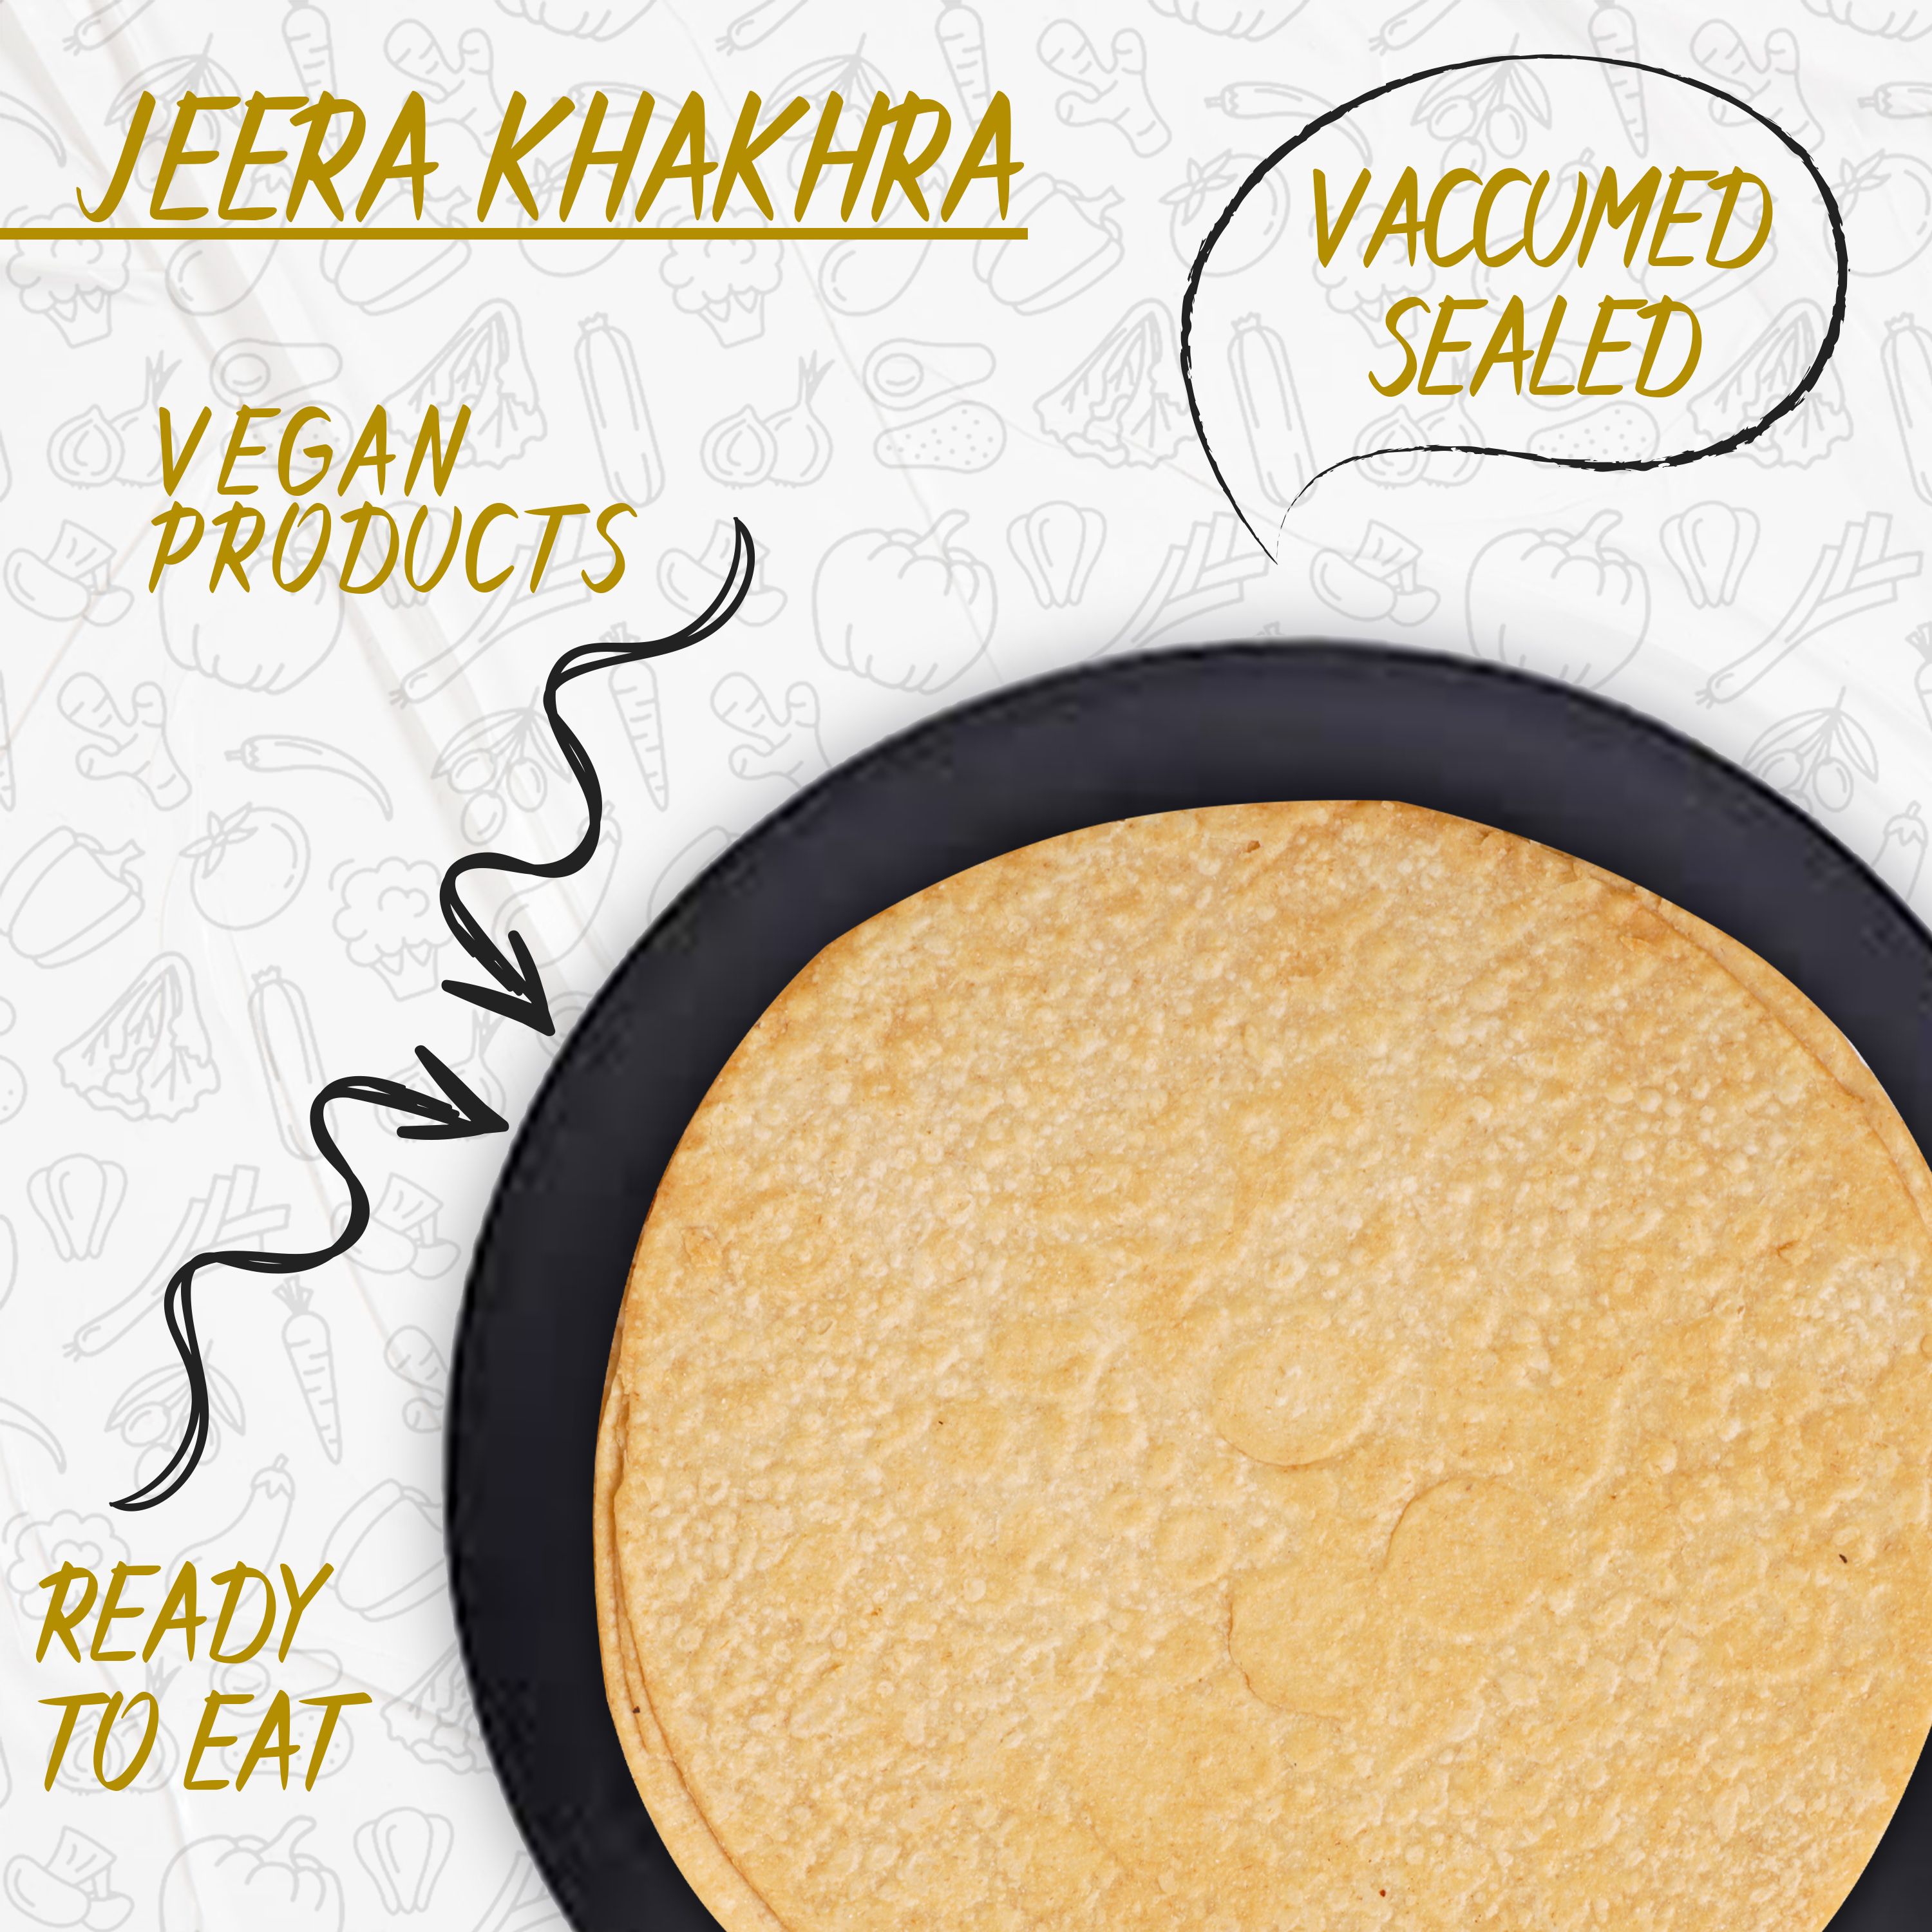 JEERA KHAKHRA
VACCUMED
SEALED
VEGAN
PRODUCTS
READY
TO EAT